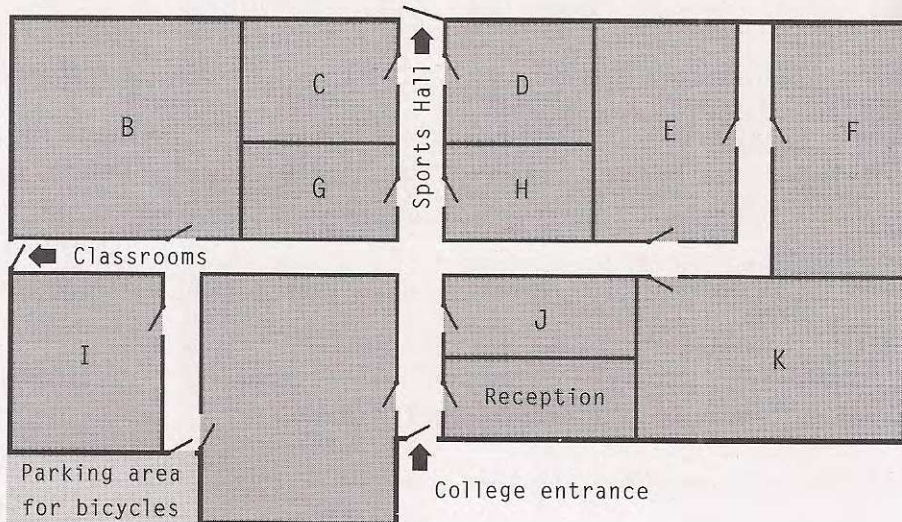 B
C
Sports Hall
D
E
F
G
H
Classrooms
I
J
K
Reception
Parking area
for bicycles
College entrance